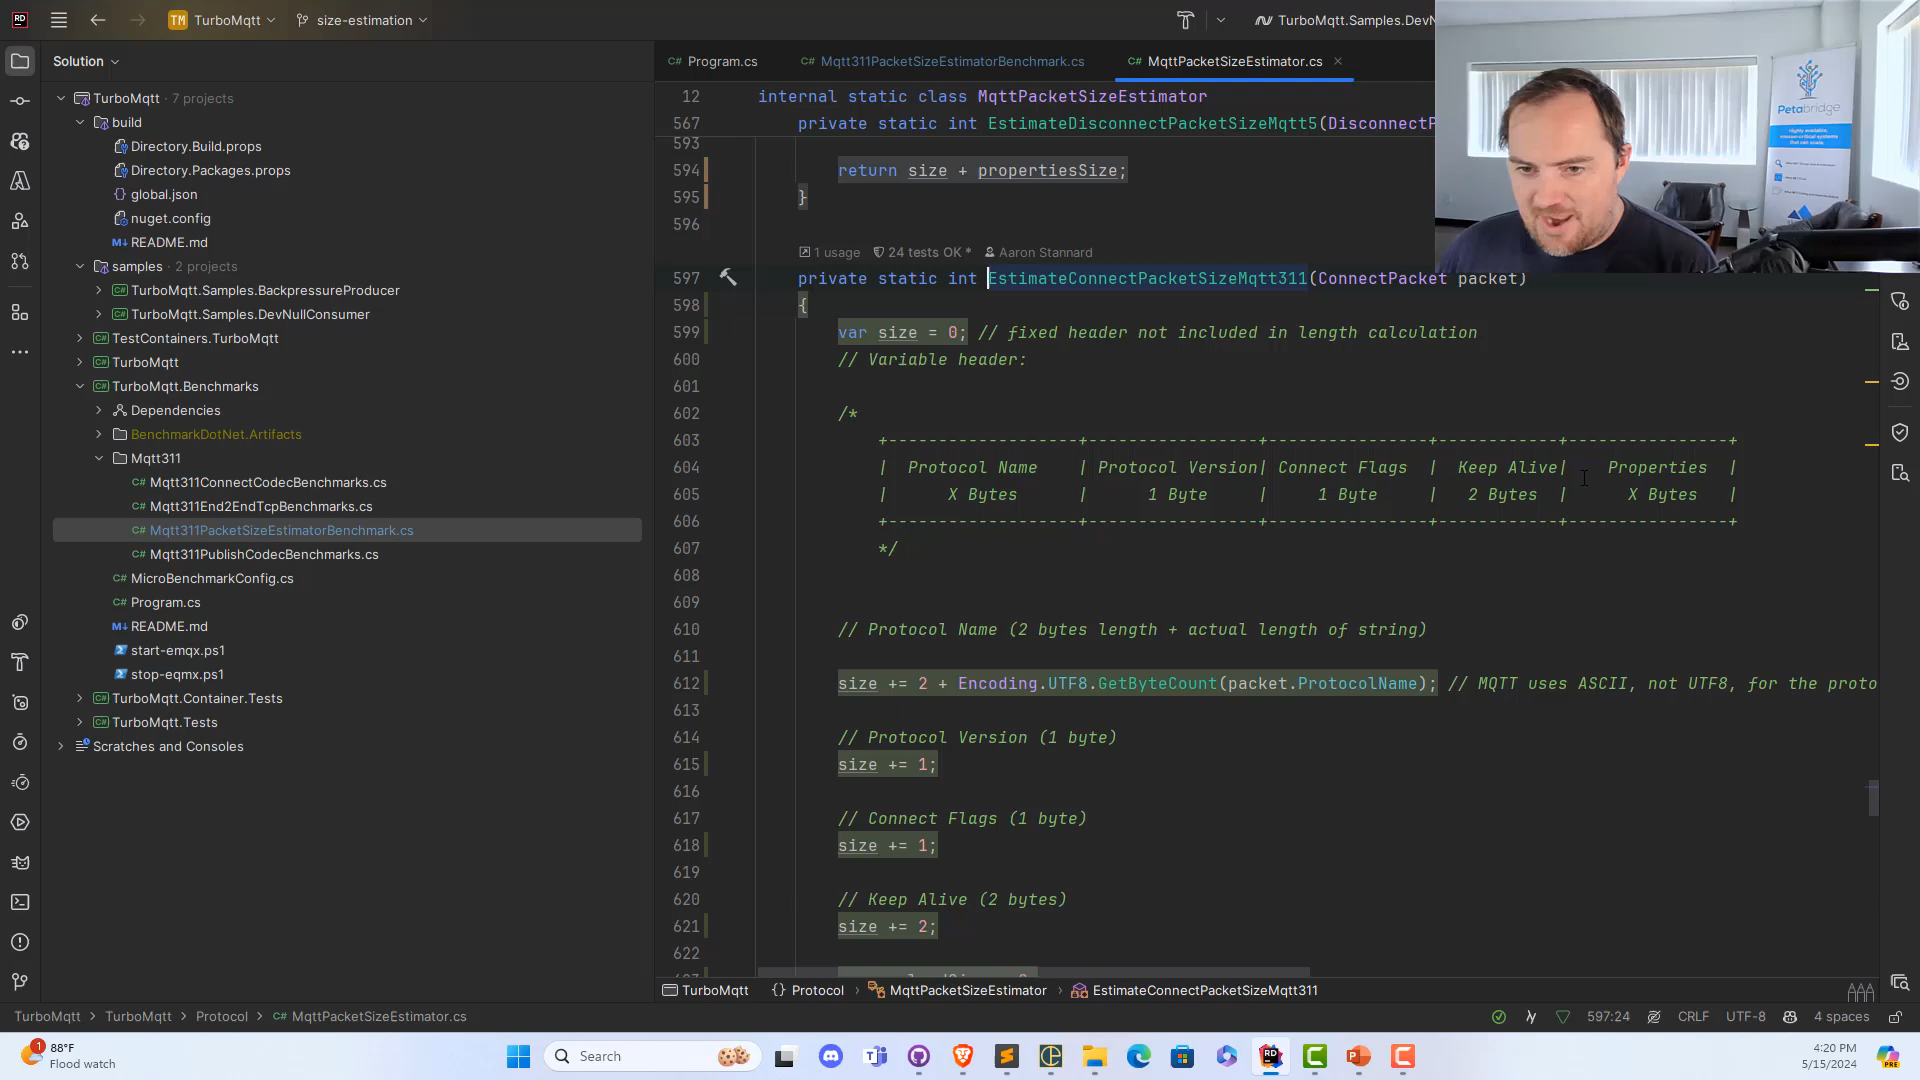 TM TurboMqtt
size-estimation
TurboMqtt.Samples.DevN
Solution
C# Program.cs
C# Mqtt311PacketSizeEstimatorBenchmark.cs
C# MqttPacketSizeEstimator.cs
TurboMqtt 7 projects
build
Directory.Build.props
Directory.Packages.props
global.json
nuget.config
README.md
samples 2 projects
TurboMqtt.Samples.BackpressureProducer
TurboMqtt.Samples.DevNullConsumer
TestContainers.TurboMqtt
TurboMqtt
TurboMqtt.Benchmarks
Dependencies
BenchmarkDotNet.Artifacts
Mqtt311
C# Mqtt311ConnectCodecBenchmarks.cs
C# Mqtt311End2EndTcpBenchmarks.cs
C# Mqtt311PacketSizeEstimatorBenchmark.cs
C# Mqtt311PublishCodecBenchmarks.cs
C# MicroBenchmarkConfig.cs
C# Program.cs
README.md
start-emqx.ps1
stop-eqmx.ps1
TurboMqtt.Container.Tests
TurboMqtt.Tests
Scratches and Consoles
12 internal static class MqttPacketSizeEstimator
567 private static int EstimateDisconnectPacketSizeMqtt5(DisconnectP
593
594 return size + propertiesSize;
595 }
596
1 usage 24 tests OK * Aaron Stannard
597 private static int EstimateConnectPacketSizeMqtt311(ConnectPacket packet)
598 {
599 var size = 0; // fixed header not included in length calculation
600 // Variable header:
601
602 /*
603 +-------------------+-----------------+----------------+------------+----------------+
604 | Protocol Name | Protocol Version| Connect Flags | Keep Alive| Properties |
605 | X Bytes | 1 Byte | 1 Byte | 2 Bytes | X Bytes |
606 +-------------------+-----------------+----------------+------------+----------------+
607 */
608
609
610 // Protocol Name (2 bytes length + actual length of string)
611
612 size += 2 + Encoding.UTF8.GetByteCount(packet.ProtocolName); // MQTT uses ASCII, not UTF8, for the proto
613
614 // Protocol Version (1 byte)
615 size += 1;
616
617 // Connect Flags (1 byte)
618 size += 1;
619
620 // Keep Alive (2 bytes)
621 size += 2;
622
Petabridge
TurboMqtt {} Protocol › MqttPacketSizeEstimator › EstimateConnectPacketSizeMqtt311
TurboMqtt › TurboMqtt › Protocol › C# MqttPacketSizeEstimator.cs
597:24 CRLF UTF-8 4 spaces
88°F
Flood watch
Search
4:20 PM
5/15/2024